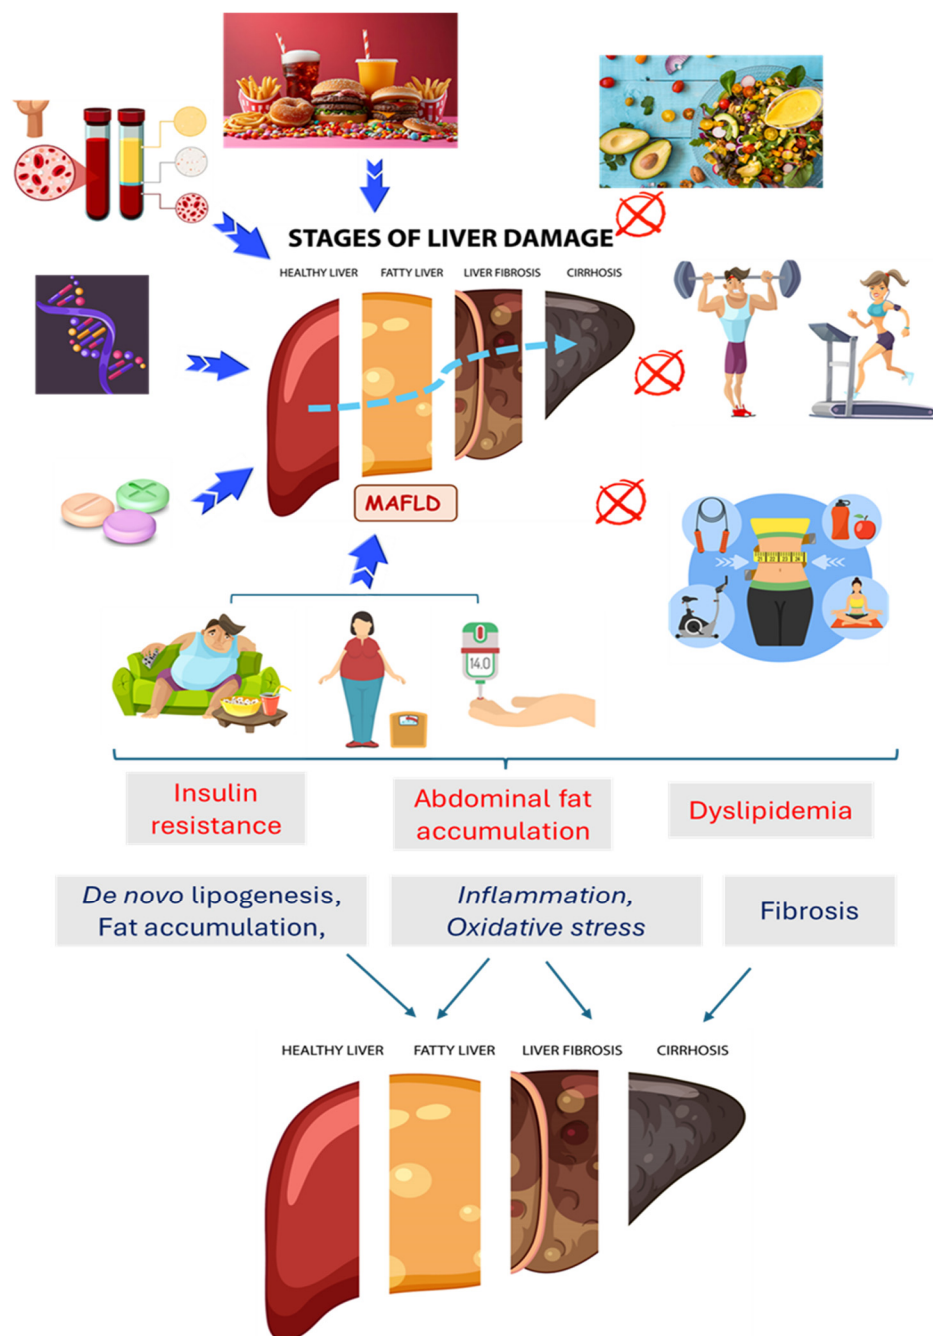 STAGES OF LIVER DAMAGE
HEALTHY LIVER
FATTY LIVER
LIVER FIBROSIS
CIRRHOSIS
MAFLD
14.0
Insulin
resistance
Abdominal fat
accumulation
Dyslipidemia
De novo lipogenesis,
Fat accumulation,
Inflammation,
Oxidative stress
Fibrosis
HEALTHY LIVER
FATTY LIVER
LIVER FIBROSIS
CIRRHOSIS